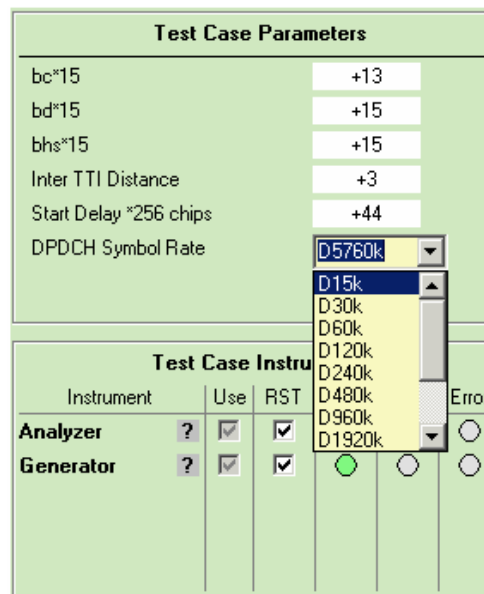 Test Case Parameters
bc*15 +13
bd*15 +15
bhs*15 +15
Inter TTI Distance +3
Start Delay *256 chips +44
DPDCH Symbol Rate D5760k
D15k
D30k
D60k
D120k
D240k
D480k
D960k
D1920k
Test Case Instru
Instrument Use RST Erro
Analyzer ?
Generator ?